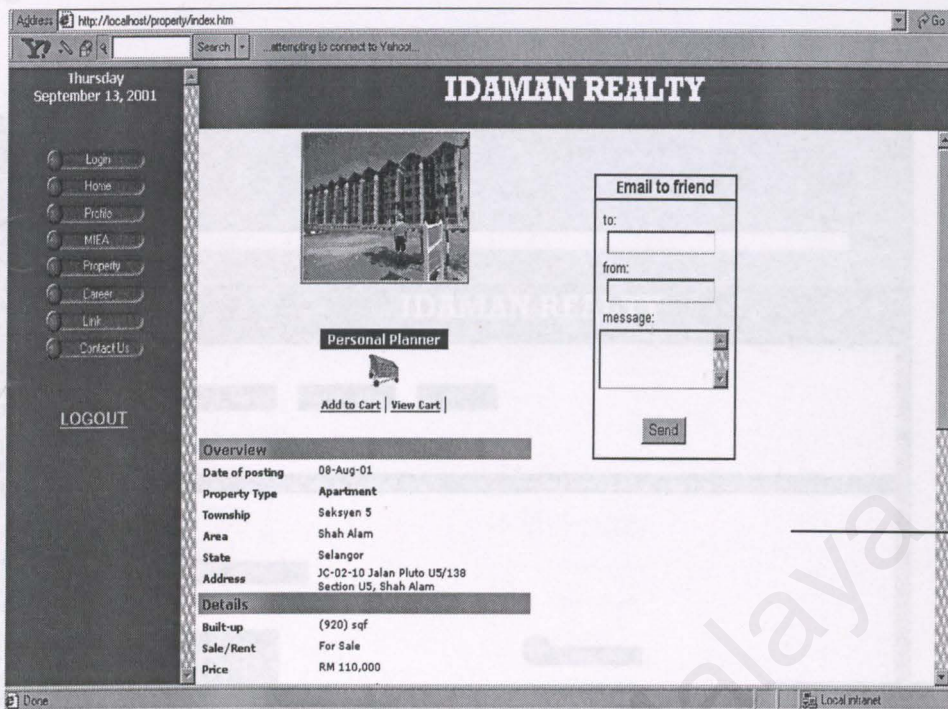 Address http://localhost/property/index.htm Go
Y! Search ...attempting to connect to Yahoo!...
Thursday
September 13, 2001
Login
Home
Profile
MIEA
Property
Career
Link
Contact Us
LOGOUT
IDAMAN REALTY
Personal Planner
Add to Cart | View Cart
Email to friend
to:
from:
message:
Send
Overview
Date of posting 08-Aug-01
Property Type Apartment
Township Seksyen 5
Area Shah Alam
State Selangor
Address JC-02-10 Jalan Pluto U5/138
Section U5, Shah Alam
Details
Built-up (920) sqf
Sale/Rent For Sale
Price RM 110,000
Done Local intranet